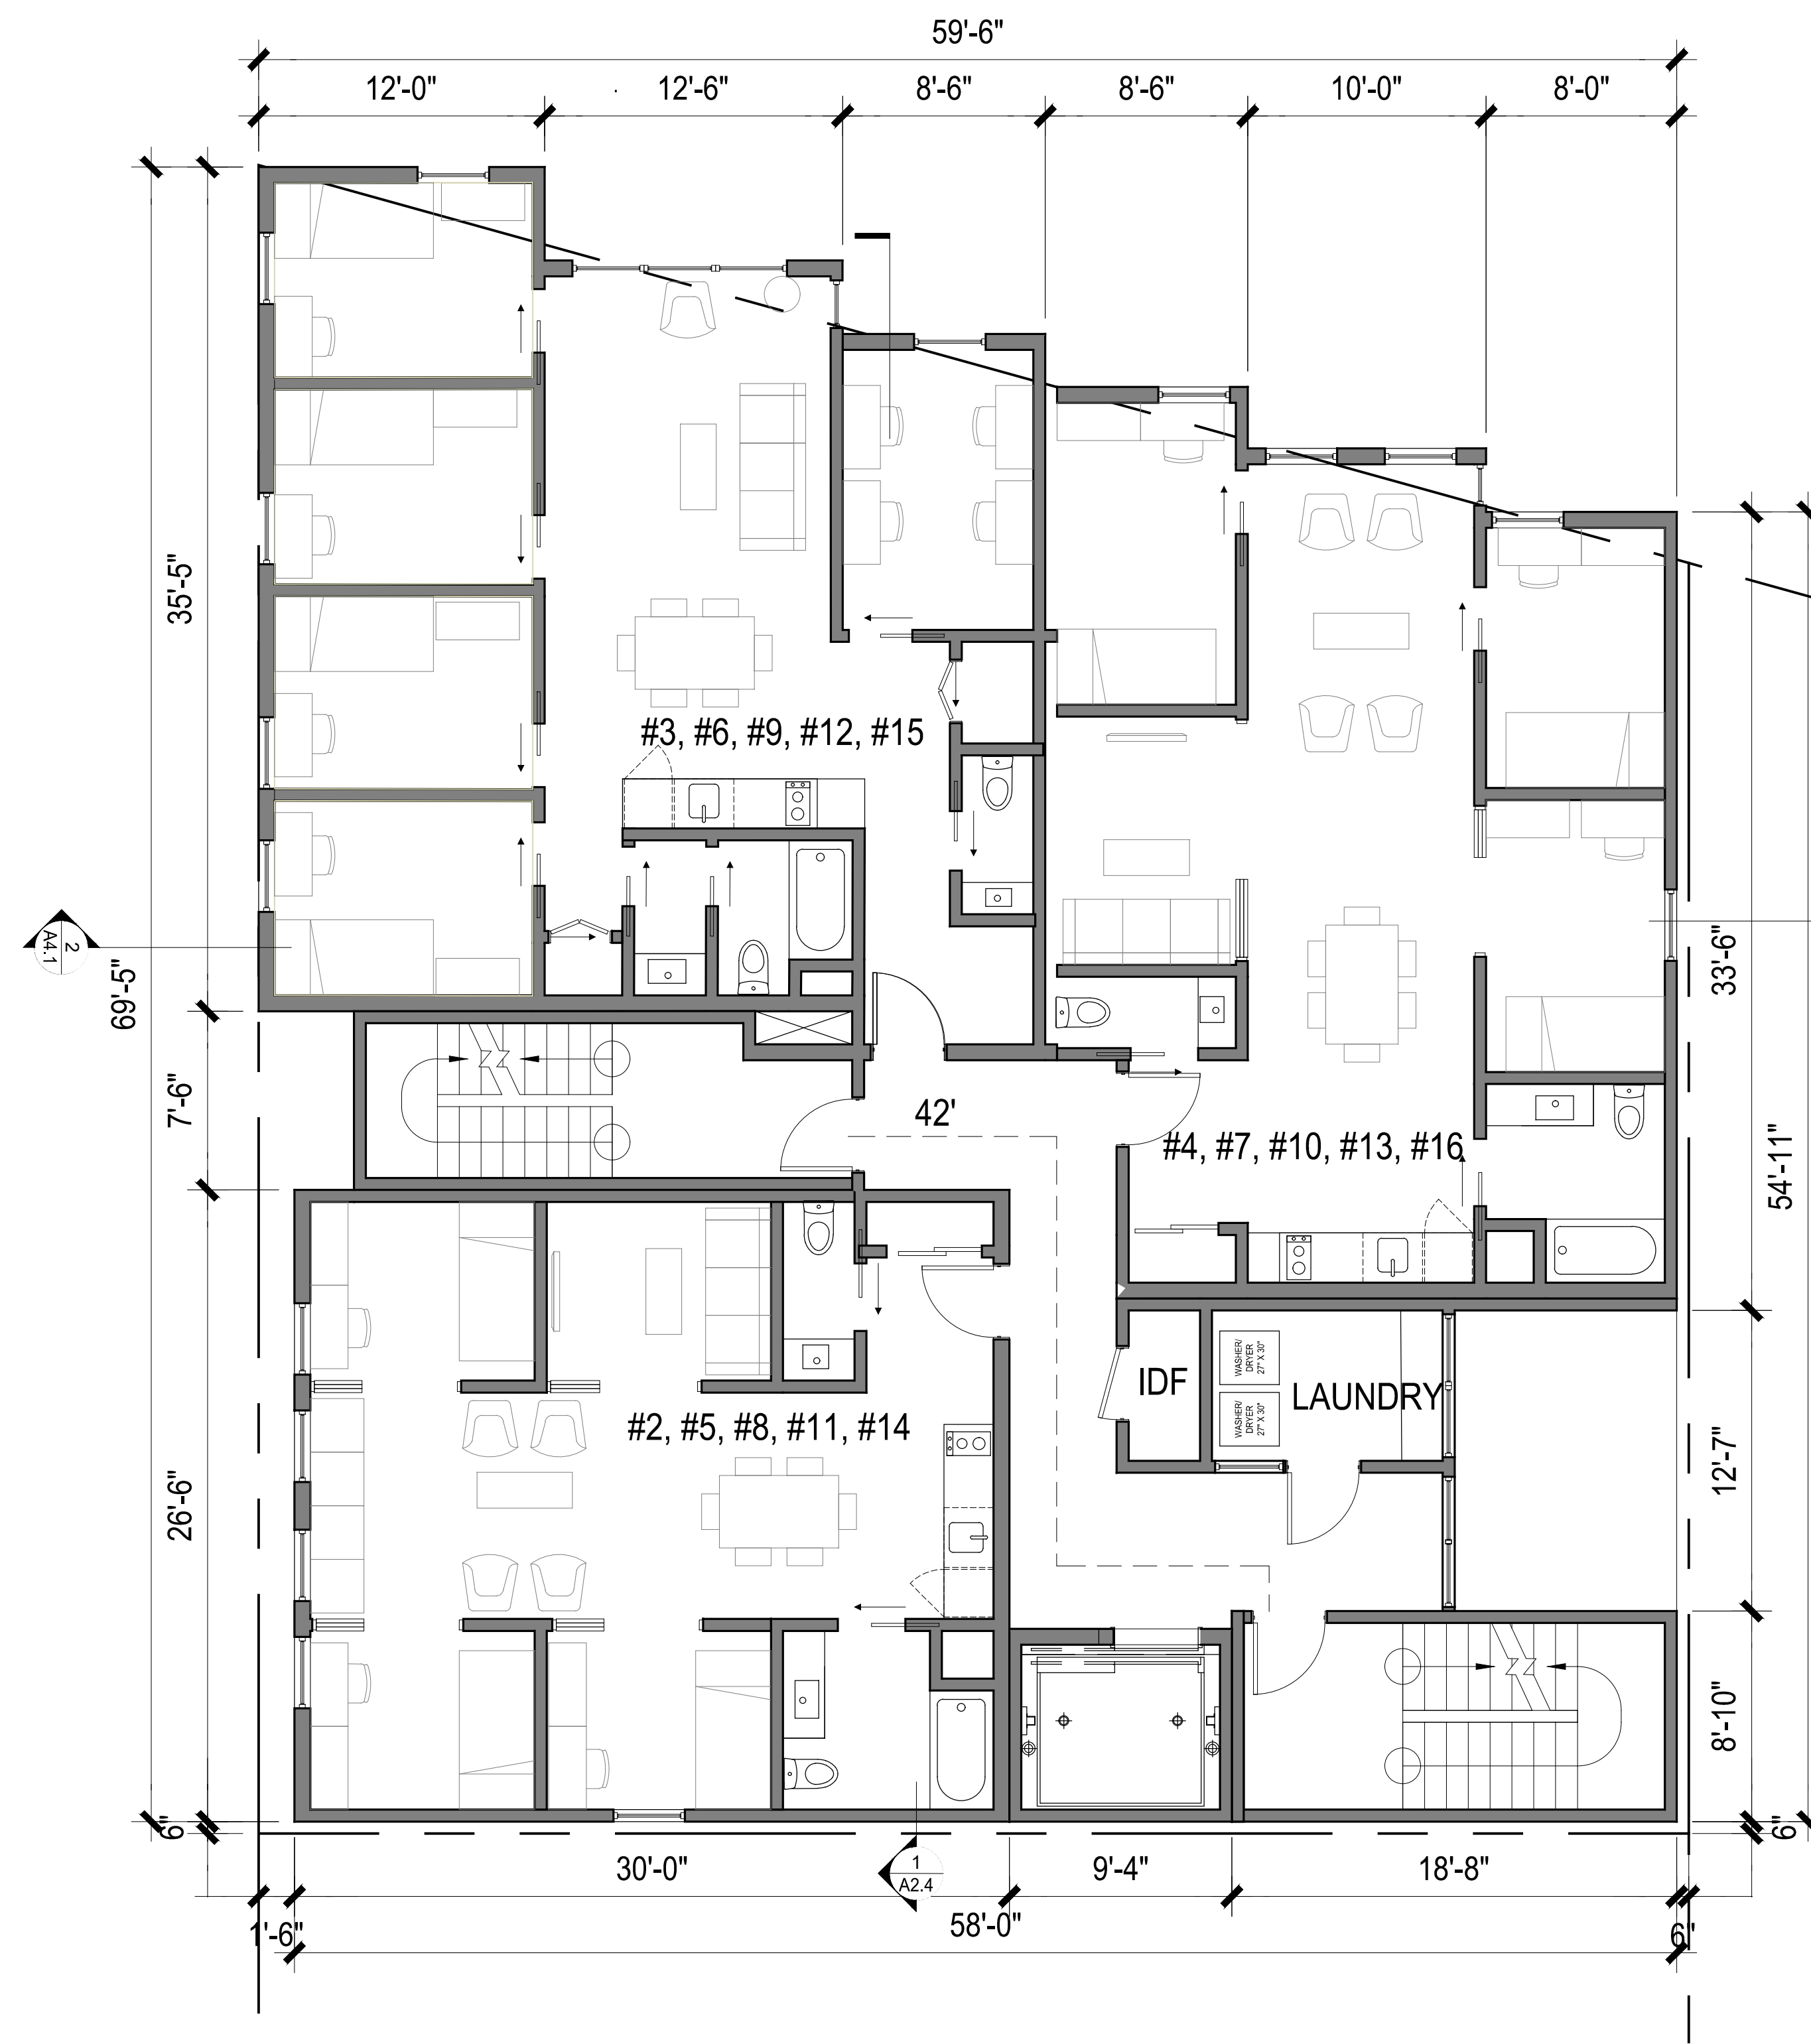 59'-6"
12'-0"
12'-6"
8'-6"
8'-6"
10'-0"
8'-0"
35'-5"
#3, #6, #9, #12, #15
2
A4.1
69'-5"
33'-6"
7'-6"
42'
#4, #7, #10, #13, #16
54'-11"
WASHER/
DRYER
27" X 30"
IDF
LAUNDRY
WASHER/
DRYER
27" X 30"
#2, #5, #8, #11, #14
26'-6"
12'-7"
8'-10"
6"
6"
30'-0"
1
A2.4
9'-4"
18'-8"
1'-6"
58'-0"
6"